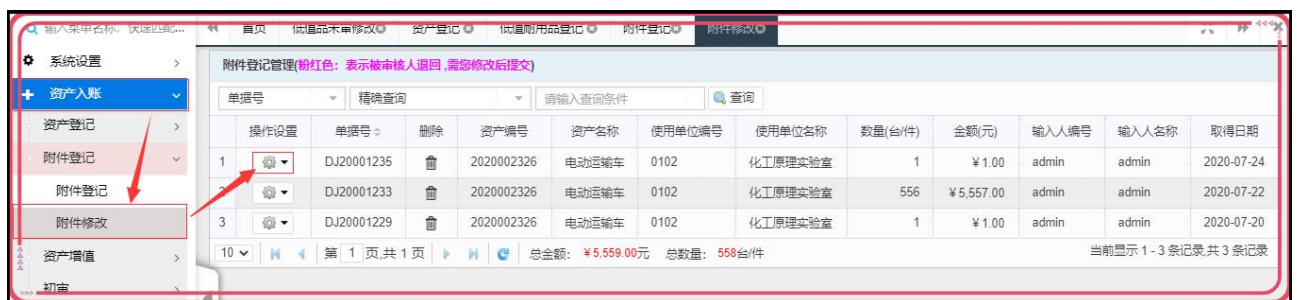 输入菜单名称，快速匹配... 首页 低值品未审修改 资产登记 低值耐用品登记 附件登记 附件修改
系统设置
附件登记管理(粉红色：表示被审核人退回 ,需您修改后提交)
资产入账
单据号 精确查询 请输入查询条件 查询
资产登记
操作设置 单据号 删除 资产编号 资产名称 使用单位编号 使用单位名称 数量(台/件) 金额(元) 输入人编号 输入人名称 取得日期
附件登记
1 DJ20001235 2020002326 电动运输车 0102 化工原理实验室 1 ¥1.00 admin admin 2020-07-24
附件登记
2 DJ20001233 2020002326 电动运输车 0102 化工原理实验室 556 ¥5,557.00 admin admin 2020-07-22
附件修改
3 DJ20001229 2020002326 电动运输车 0102 化工原理实验室 1 ¥1.00 admin admin 2020-07-20
资产增值
10 第 1 页,共 1 页 总金额: ¥5,559.00元 总数量: 558台/件 当前显示 1 - 3 条记录,共 3 条记录
初审